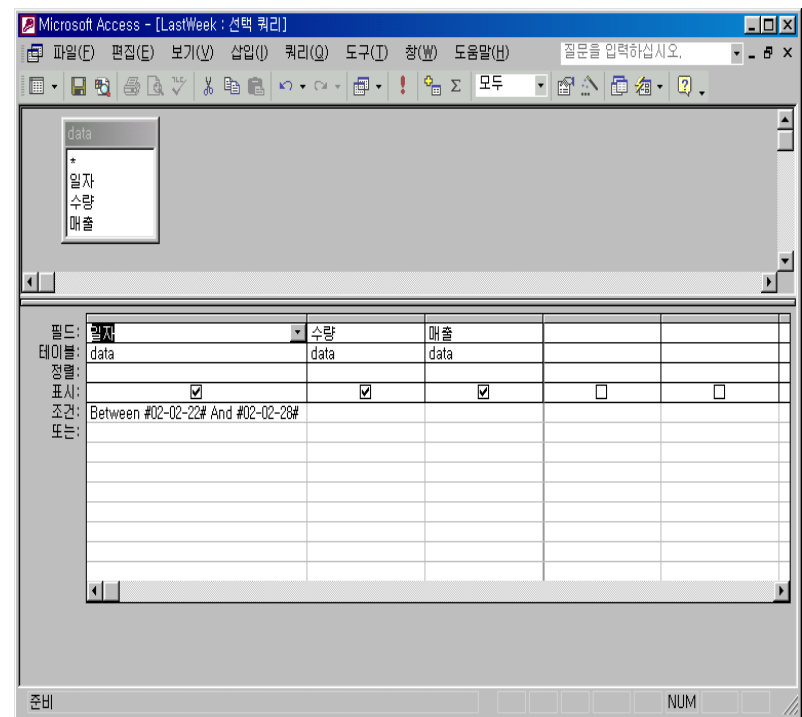 Microsoft Access - [LastWeek : 선택 쿼리]
파일(F) 편집(E) 보기(V) 삽입(I) 쿼리(Q) 도구(T) 창(W) 도움말(H) 질문을 입력하십시오.
모두
data
*
일자
수량
매출
필드: 일자 수량 매출
테이블: data data data
정렬:
표시:
조건: Between #02-02-22# And #02-02-28#
또는:
준비 NUM